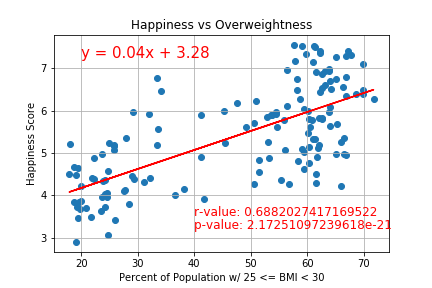 Happiness vs Overweightness
y = 0.04x + 3.28
7
6
5
4
3
Happiness Score
r-value: 0.6882027417169522
p-value: 2.17251097239618e-21
20 30 40 50 60 70
Percent of Population w/ 25 <= BMI < 30